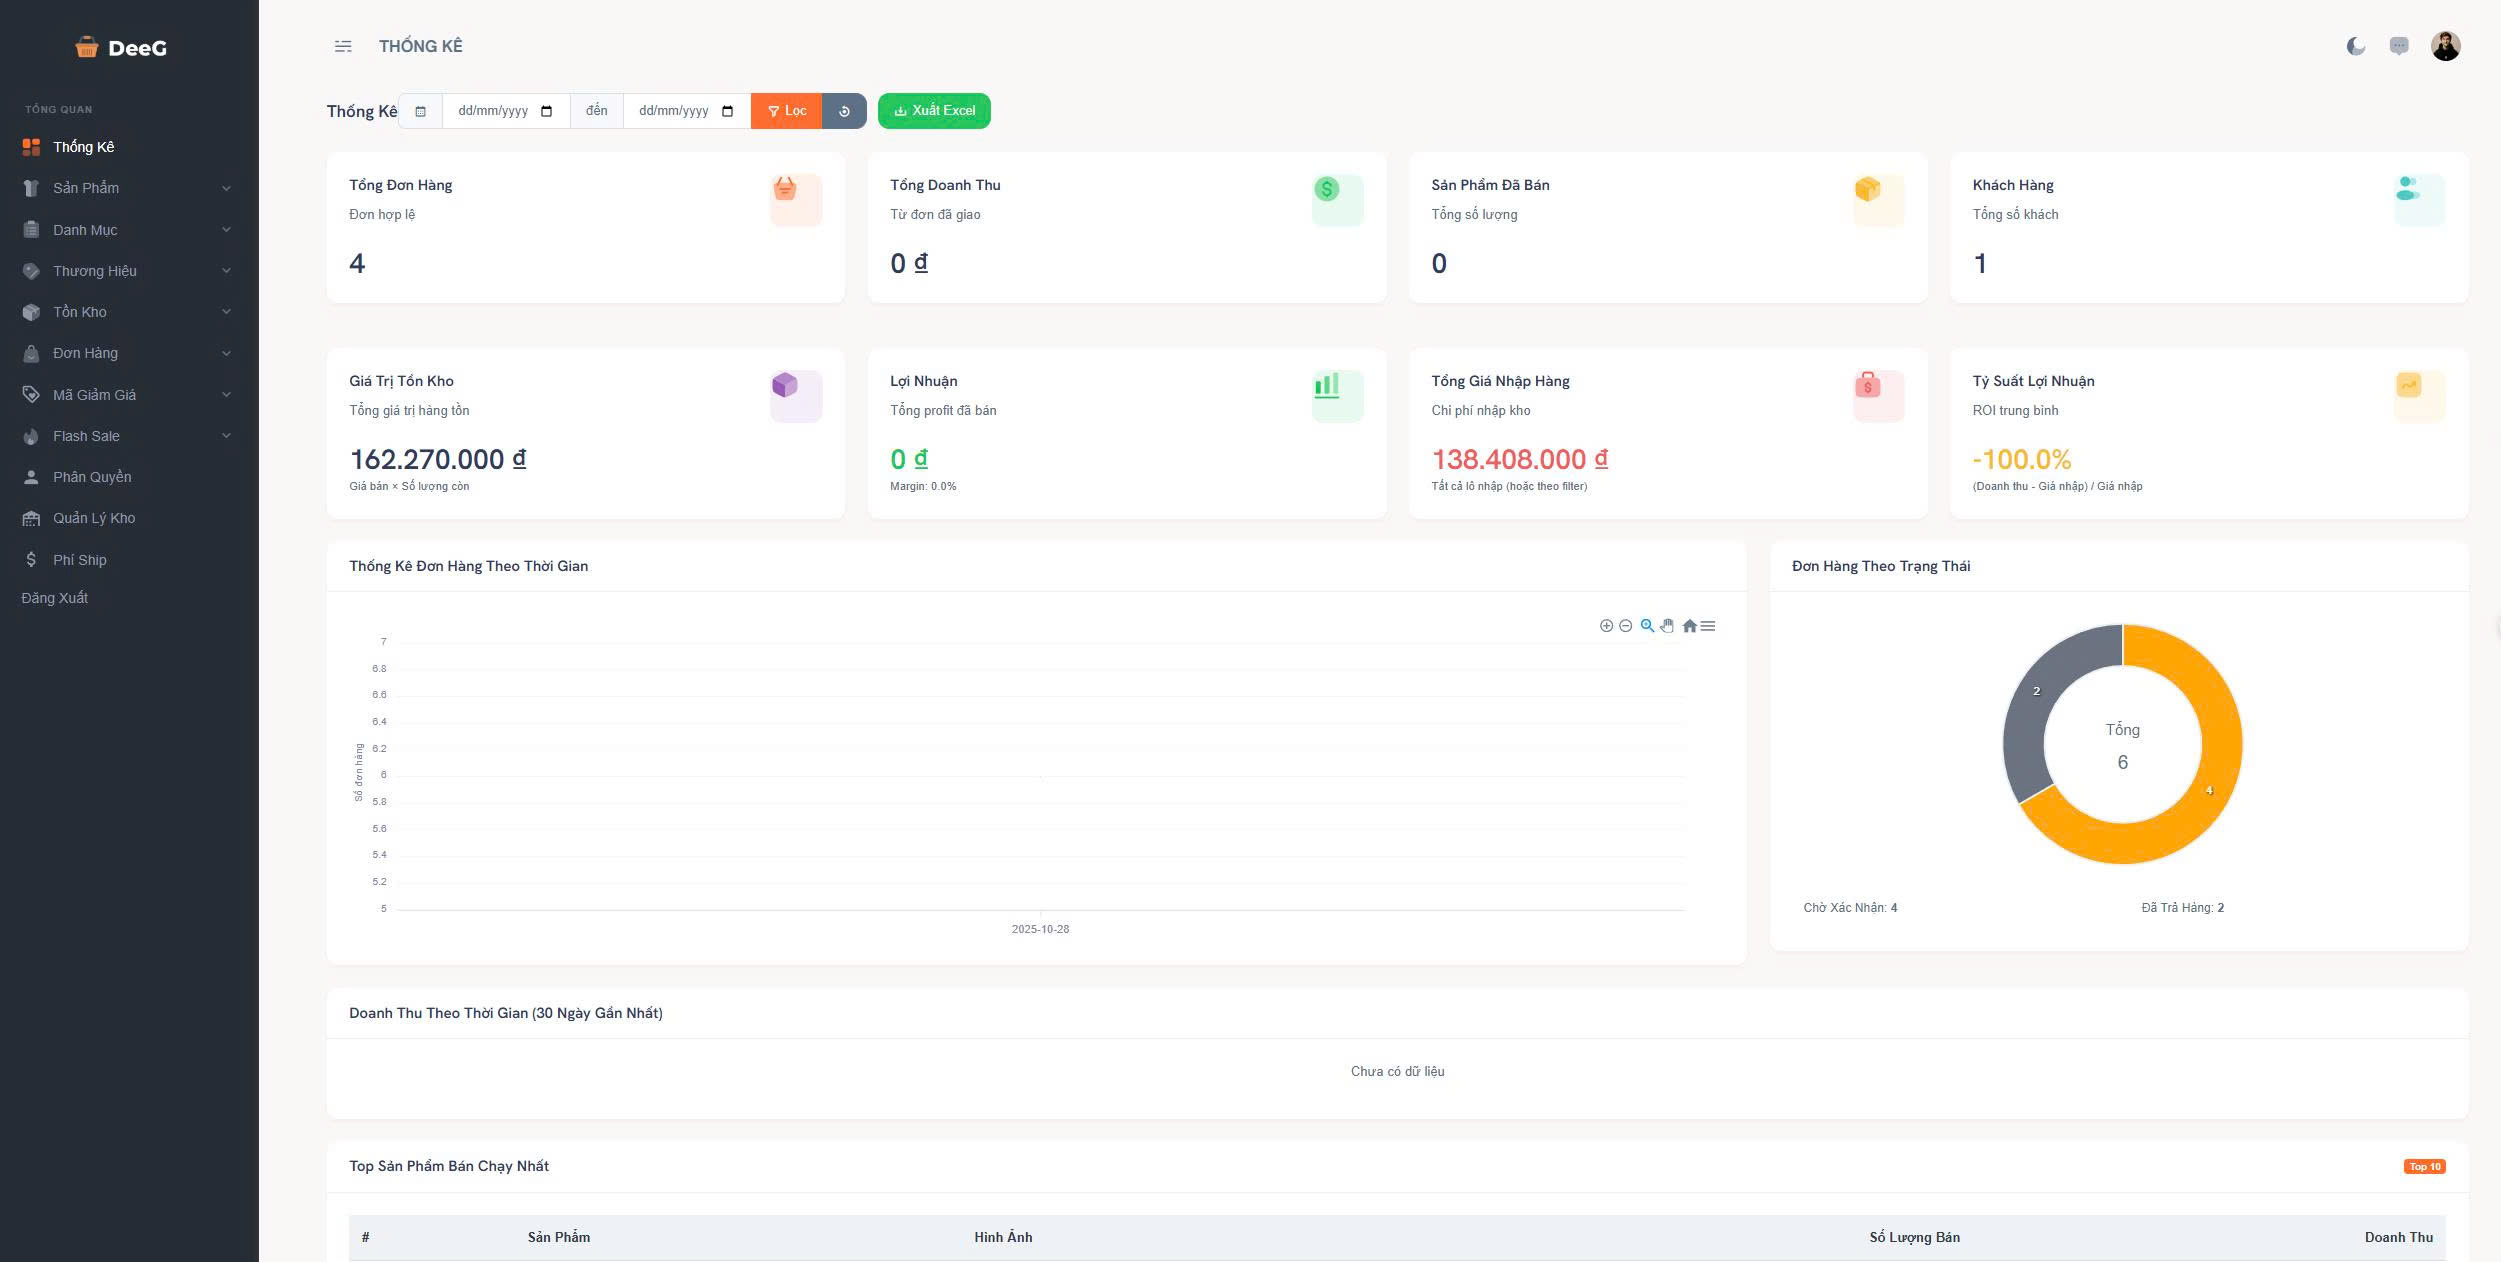 DeeG
TỔNG QUAN
Thống Kê
Sản Phẩm
Danh Mục
Thương Hiệu
Tồn Kho
Đơn Hàng
Mã Giảm Giá
Flash Sale
Phân Quyền
Quản Lý Kho
Phí Ship
Đăng Xuất
THỐNG KÊ
Thống Kê dd/mm/yyyy đến dd/mm/yyyy Lọc Xuất Excel
Tổng Đơn Hàng
Đơn hợp lệ
4
Tổng Doanh Thu
Từ đơn đã giao
0 ₫
Sản Phẩm Đã Bán
Tổng số lượng
0
Khách Hàng
Tổng số khách
1
Giá Trị Tồn Kho
Tổng giá trị hàng tồn
162.270.000 ₫
Giá bán × Số lượng còn
Lợi Nhuận
Tổng profit đã bán
0 ₫
Margin: 0.0%
Tổng Giá Nhập Hàng
Chi phí nhập kho
138.408.000 ₫
Tất cả lô nhập (hoặc theo filter)
Tỷ Suất Lợi Nhuận
ROI trung bình
-100.0%
(Doanh thu - Giá nhập) / Giá nhập
Thống Kê Đơn Hàng Theo Thời Gian
Số đơn hàng
7
6.8
6.6
6.4
6.2
6
5.8
5.6
5.4
5.2
5
2025-10-28
Đơn Hàng Theo Trạng Thái
2
4
Tổng
6
Chờ Xác Nhận: 4
Đã Trả Hàng: 2
Doanh Thu Theo Thời Gian (30 Ngày Gần Nhất)
Chưa có dữ liệu
Top Sản Phẩm Bán Chạy Nhất
Top 10
# Sản Phẩm Hình Ảnh Số Lượng Bán Doanh Thu